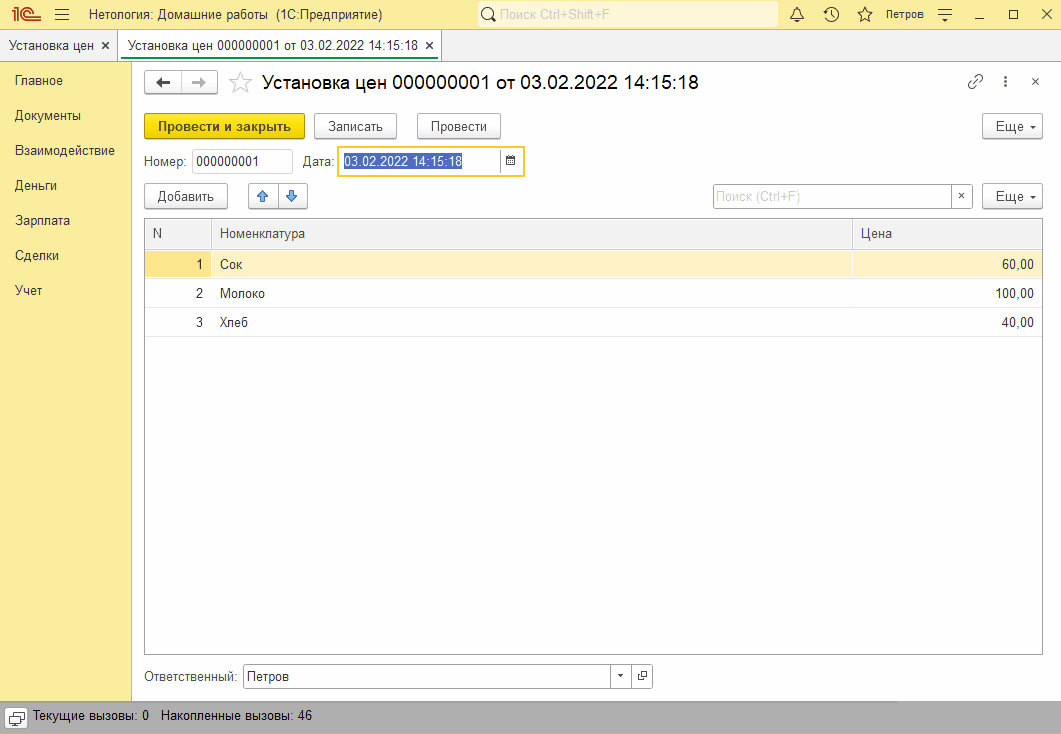 1С Нетология: Домашние работы (1С:Предприятие) Поиск Ctrl+Shift+F Петров
Установка цен × Установка цен 000000001 от 03.02.2022 14:15:18 ×
Главное
Документы
Взаимодействие
Деньги
Зарплата
Сделки
Учет
Установка цен 000000001 от 03.02.2022 14:15:18
Провести и закрыть Записать Провести Еще
Номер: 000000001 Дата: 03.02.2022 14:15:18
Добавить Поиск (Ctrl+F) × Еще
N Номенклатура Цена
1 Сок 60,00
2 Молоко 100,00
3 Хлеб 40,00
Ответственный: Петров
Текущие вызовы: 0 Накопленные вызовы: 46